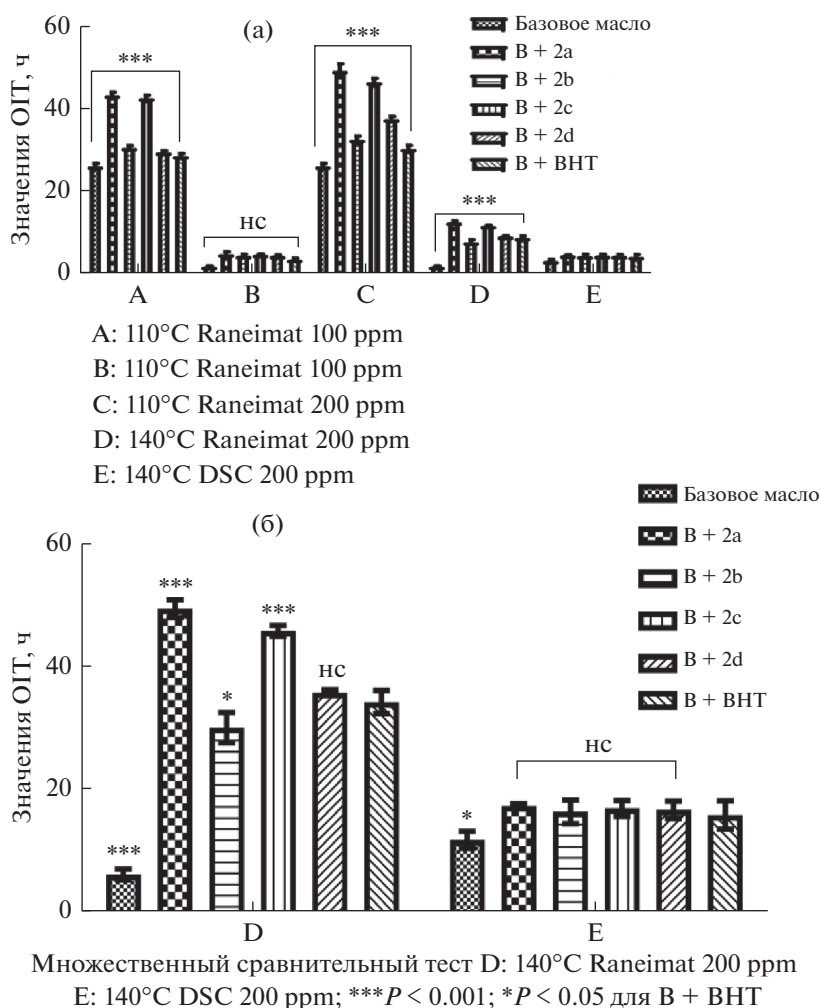 60
40
20
0
Значения OIT, ч
(а)
***
нс
***
***
A B C D E
Базовое масло
B + 2a
B + 2b
B + 2c
B + 2d
B + BHT
A: 110°C Raneimat 100 ppm
B: 110°C Raneimat 100 ppm
C: 110°C Raneimat 200 ppm
D: 140°C Raneimat 200 ppm
E: 140°C DSC 200 ppm
(б)
60
40
20
0
Значения OIT, ч
***
***
*
***
нс
*
нс
D E
Базовое масло
B + 2a
B + 2b
B + 2c
B + 2d
B + BHT
Множественный сравнительный тест D: 140°C Raneimat 200 ppm
E: 140°C DSC 200 ppm; ***P < 0.001; *P < 0.05 для B + BHT